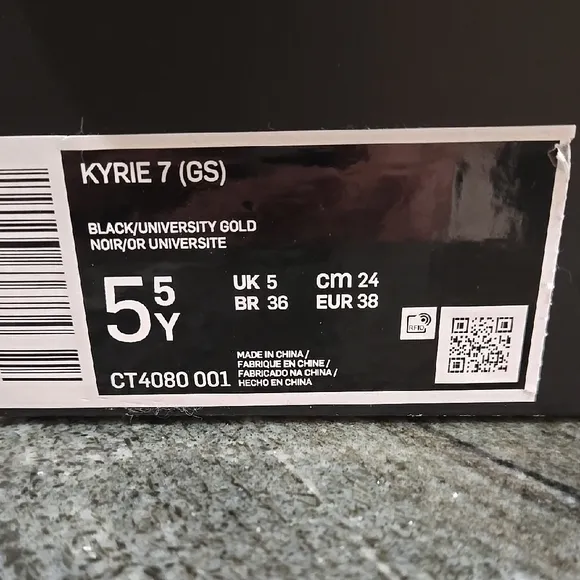 KYRIE 7 (GS)
BLACK/UNIVERSITY GOLD
NOIR/OR UNIVERSITE
5 5Y
UK 5 cm 24
BR 36 EUR 38
RFID
CT4080 001
MADE IN CHINA /
FABRIQUE EN CHINE /
FABRICADO NA CHINA /
HECHO EN CHINA